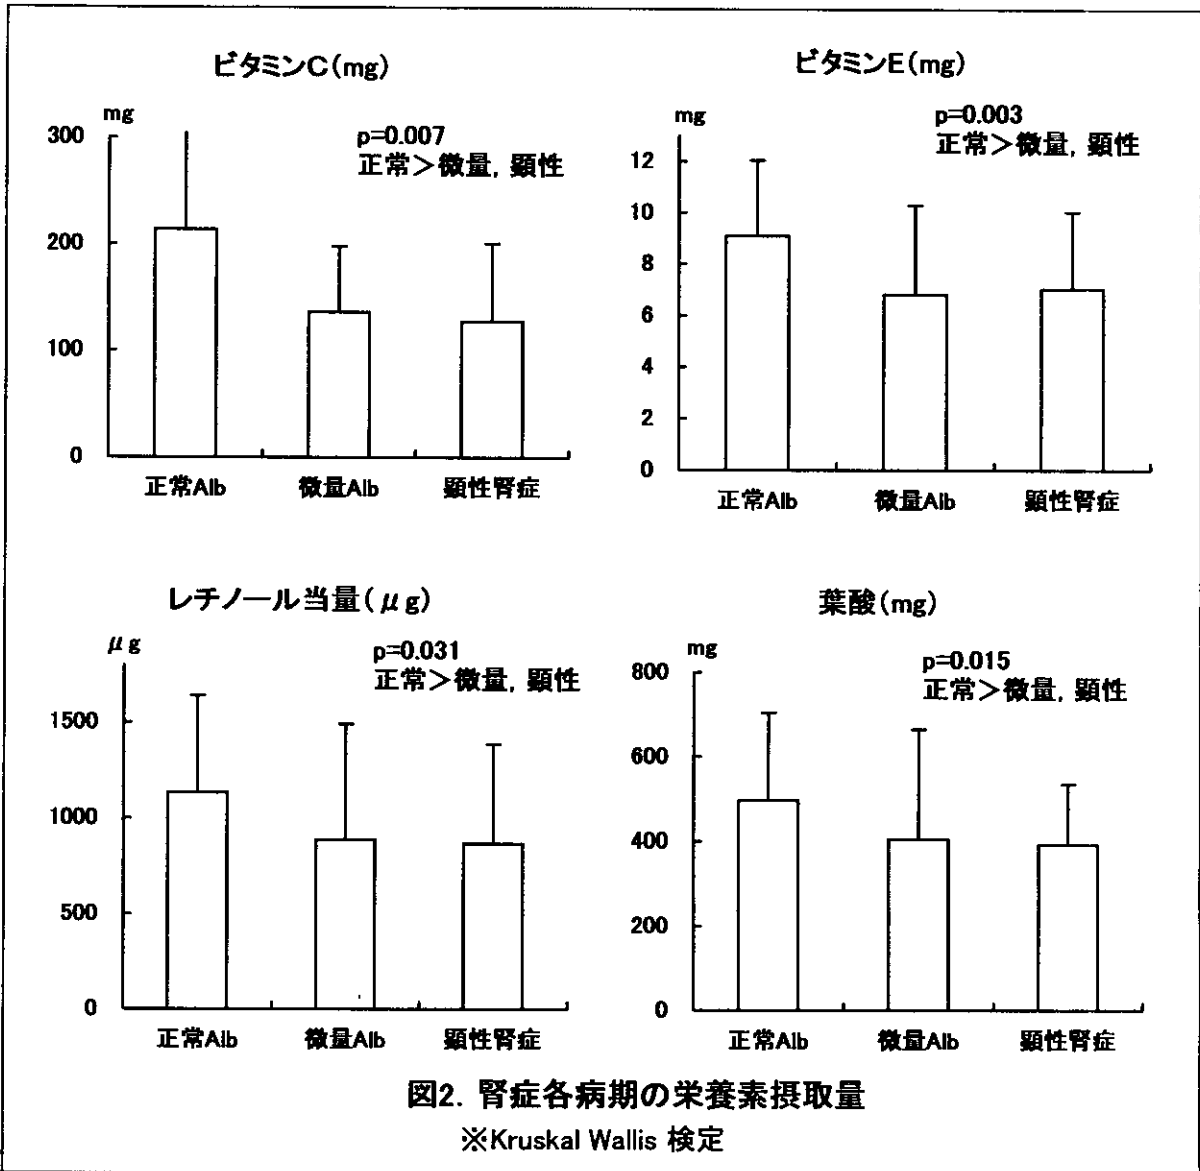 ビタミンC(mg)
mg
p=0.007
正常>微量, 顕性
300
200
100
0
正常Alb 微量Alb 顕性腎症
ビタミンE(mg)
mg
p=0.003
正常>微量, 顕性
12
10
8
6
4
2
0
正常Alb 微量Alb 顕性腎症
レチノール当量(μg)
μg
p=0.031
正常>微量, 顕性
1500
1000
500
0
正常Alb 微量Alb 顕性腎症
葉酸(mg)
mg
p=0.015
正常>微量, 顕性
800
600
400
200
0
正常Alb 微量Alb 顕性腎症
図2. 腎症各病期の栄養素摂取量
※Kruskal Wallis 検定